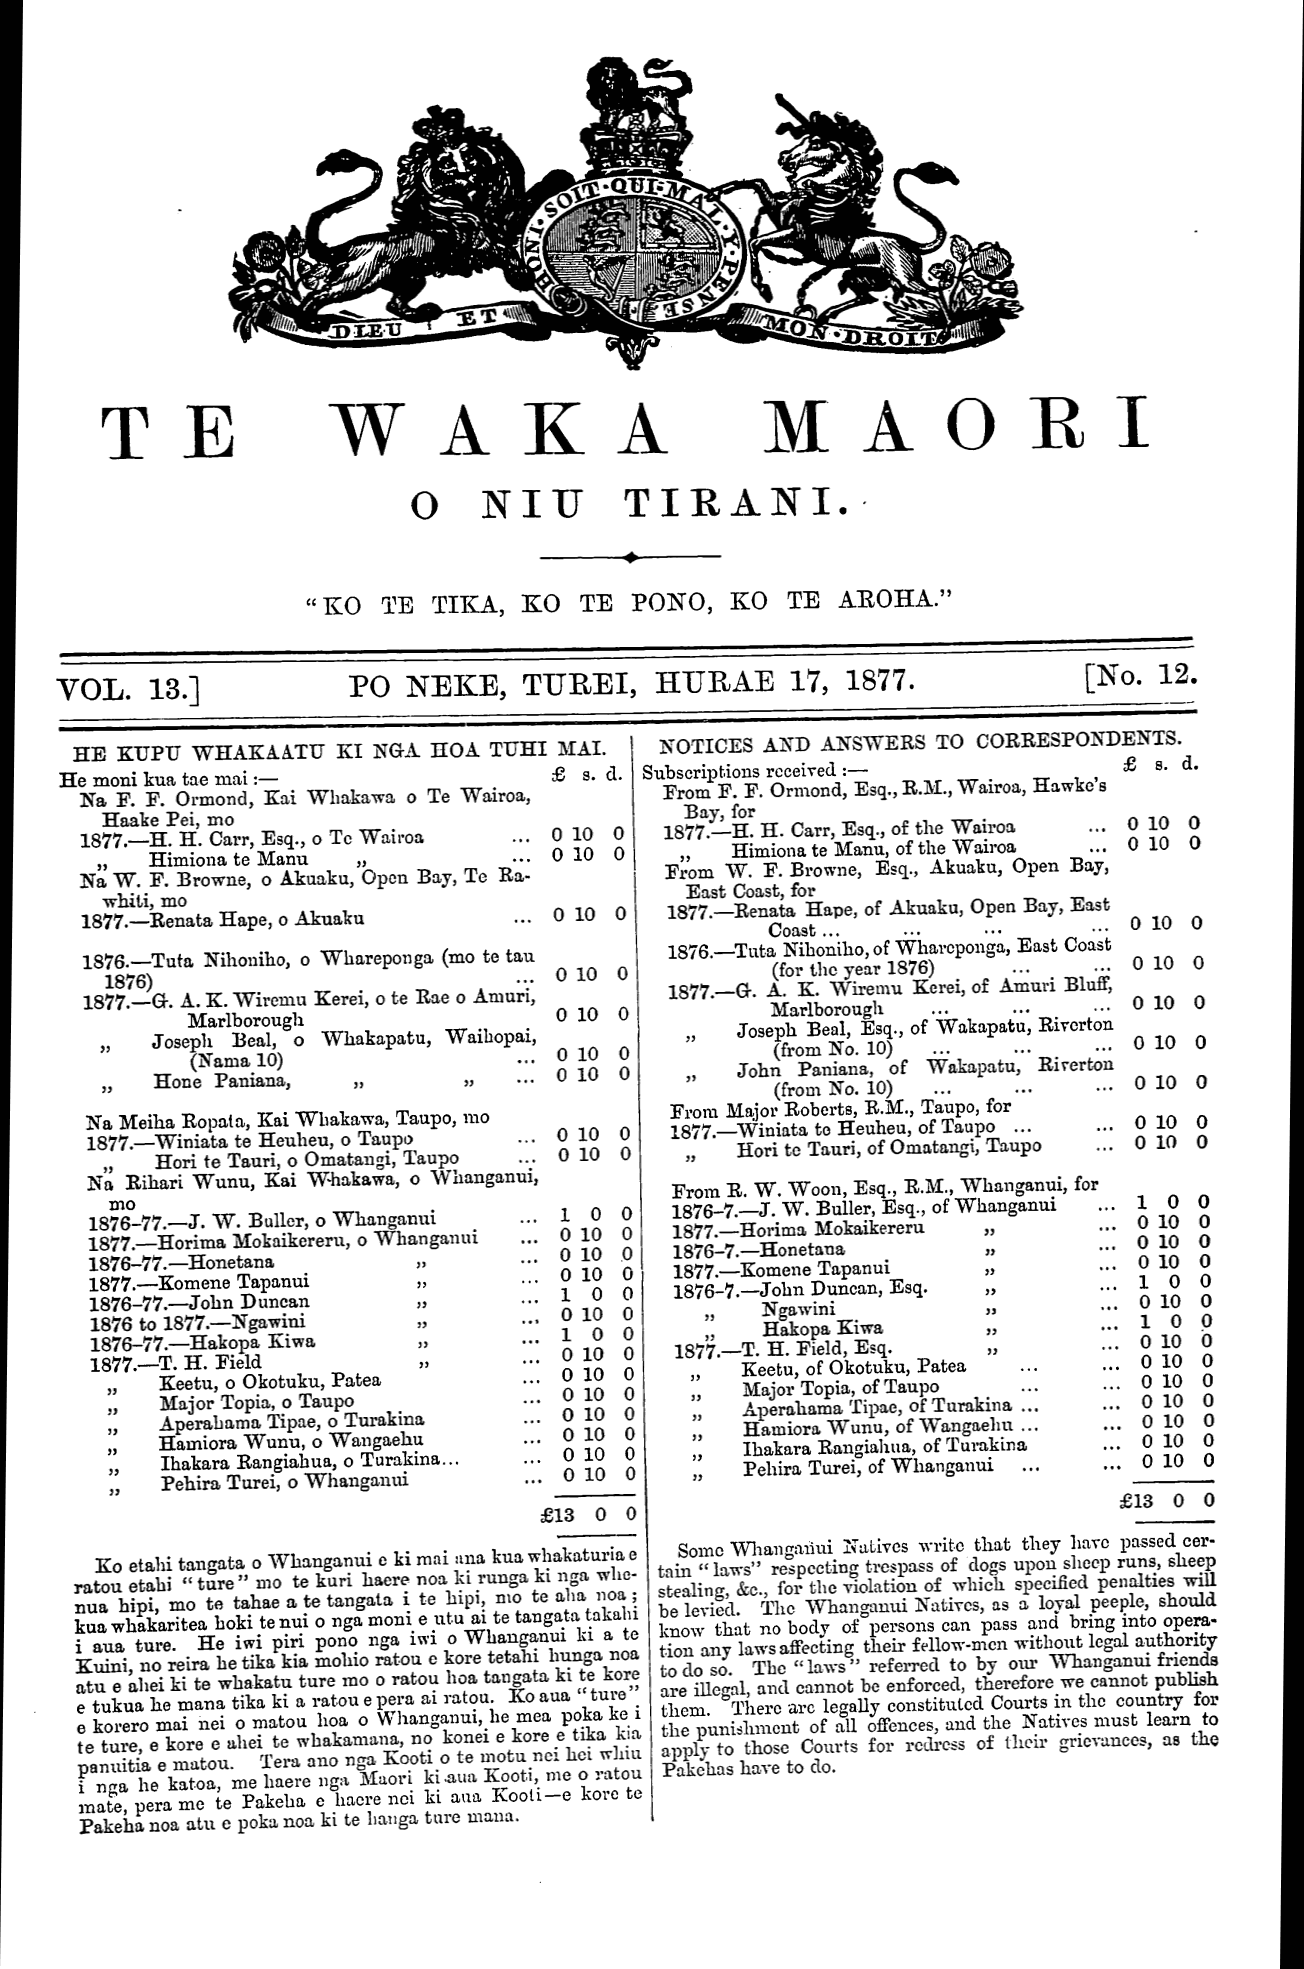 HONI · SOIT · QUI · MAL · Y · PENSE
DIEU ET MON · DROIT
TE WAKA MAORI
O NIU TIRANI.
“KO TE TIKA, KO TE PONO, KO TE AROHA.”
VOL. 13.] PO NEKE, TUREI, HURAE 17, 1877. [No. 12.
HE KUPU WHAKAATU KI NGA HOA TUHI MAI.
He moni kua tae mai :— £ s. d.
Na F. F. Ormond, Kai Whakawa o Te Wairoa,
Haake Pei, mo
1877.—H. H. Carr, Esq., o Te Wairoa ... 0 10 0
„ Himiona te Manu „ ... 0 10 0
Na W. F. Browne, o Akuaku, Open Bay, Te Ra-
whiti, mo
1877.—Renata Hape, o Akuaku ... 0 10 0
1876.—Tuta Nihoniho, o Whareponga (mo te tau
1876) ... 0 10 0
1877.—G. A. K. Wiremu Kerei, o te Rae o Amuri,
Marlborough 0 10 0
„ Joseph Beal, o Whakapatu, Waihopai,
(Nama 10) ... 0 10 0
„ Hone Paniana, „ „ ... 0 10 0
Na Meiha Ropata, Kai Whakawa, Taupo, mo
1877.—Winiata te Heuheu, o Taupo ... 0 10 0
„ Hori te Tauri, o Omatangi, Taupo ... 0 10 0
Na Rihari Wunu, Kai Whakawa, o Whanganui,
mo
1876-77.—J. W. Buller, o Whanganui ... 1 0 0
1877.—Horima Mokaikereru, o Whanganui ... 0 10 0
1876-77.—Honetana „ ... 0 10 0
1877.—Komene Tapanui „ ... 0 10 0
1876-77.—John Duncan „ ... 1 0 0
1876 to 1877.—Ngawini „ ... 0 10 0
1876-77.—Hakopa Kiwa „ ... 1 0 0
1877.—T. H. Field „ ... 0 10 0
„ Keetu, o Okotuku, Patea ... 0 10 0
„ Major Topia, o Taupo ... 0 10 0
„ Aperahama Tipae, o Turakina ... 0 10 0
„ Hamiora Wunu, o Wangaehu ... 0 10 0
„ Ihakara Rangiahua, o Turakina... ... 0 10 0
„ Pehira Turei, o Whanganui ... 0 10 0
£13 0 0
Ko etahi tangata o Whanganui e ki mai ana kua whakaturia e
ratou etahi “ture” mo te kuri haere noa ki runga ki nga whe-
nua hipi, mo te tahae a te tangata i te hipi, mo te aha noa;
kua whakaritea hoki te nui o nga moni e utu ai te tangata takahi
i aua ture. He iwi piri pono nga iwi o Whanganui ki a te
Kuini, no reira he tika kia mohio ratou e kore tetahi hunga noa
atu e ahei ki te whakatu ture mo o ratou hoa tangata ki te kore
e tukua he mana tika ki a ratou e pera ai ratou. Ko aua “ture”
e korero mai nei o matou hoa o Whanganui, he mea poka ke i
te ture, e kore e ahei te whakamana, no konei e kore e tika kia
panuitia e matou. Tera ano nga Kooti o te motu nei hei whiu
i nga he katoa, me haere nga Maori ki aua Kooti, me o ratou
mate, pera me te Pakeha e haere nei ki aua Kooti—e kore te
Pakeha noa atu e poka noa ki te hanga ture mana.
NOTICES AND ANSWERS TO CORRESPONDENTS.
Subscriptions received :— £ s. d.
From F. F. Ormond, Esq., R.M., Wairoa, Hawke's
Bay, for
1877.—H. H. Carr, Esq., of the Wairoa ... 0 10 0
„ Himiona te Manu, of the Wairoa ... 0 10 0
From W. F. Browne, Esq., Akuaku, Open Bay,
East Coast, for
1877.—Renata Hape, of Akuaku, Open Bay, East
Coast ... ... ... ... 0 10 0
1876.—Tuta Nihoniho, of Whareponga, East Coast
(for the year 1876) ... ... 0 10 0
1877.—G. A. K. Wiremu Kerei, of Amuri Bluff,
Marlborough ... ... ... 0 10 0
„ Joseph Beal, Esq., of Wakapatu, Riverton
(from No. 10) ... ... ... 0 10 0
„ John Paniana, of Wakapatu, Riverton
(from No. 10) ... ... ... 0 10 0
From Major Roberts, R.M., Taupo, for
1877.—Winiata te Heuheu, of Taupo ... ... 0 10 0
„ Hori te Tauri, of Omatangi, Taupo ... 0 10 0
From R. W. Woon, Esq., R.M., Whanganui, for
1876-7.—J. W. Buller, Esq., of Whanganui ... 1 0 0
1877.—Horima Mokaikereru „ ... 0 10 0
1876-7.—Honetana „ ... 0 10 0
1877.—Komene Tapanui „ ... 0 10 0
1876-7.—John Duncan, Esq. „ ... 1 0 0
„ Ngawini „ ... 0 10 0
„ Hakopa Kiwa „ ... 1 0 0
1877.—T. H. Field, Esq. „ ... 0 10 0
„ Keetu, of Okotuku, Patea ... ... 0 10 0
„ Major Topia, of Taupo ... ... 0 10 0
„ Aperahama Tipae, of Turakina ... ... 0 10 0
„ Hamiora Wunu, of Wangaehu ... ... 0 10 0
„ Ihakara Rangiahua, of Turakina ... 0 10 0
„ Pehira Turei, of Whanganui ... ... 0 10 0
£13 0 0
Some Whanganui Natives write that they have passed cer-
tain “laws” respecting trespass of dogs upon sheep runs, sheep
stealing, &c., for the violation of which specified penalties will
be levied. The Whanganui Natives, as a loyal peeple, should
know that no body of persons can pass and bring into opera-
tion any laws affecting their fellow-men without legal authority
to do so. The “laws” referred to by our Whanganui friends
are illegal, and cannot be enforced, therefore we cannot publish
them. There are legally constituted Courts in the country for
the punishment of all offences, and the Natives must learn to
apply to those Courts for redress of their grievances, as the
Pakehas have to do.